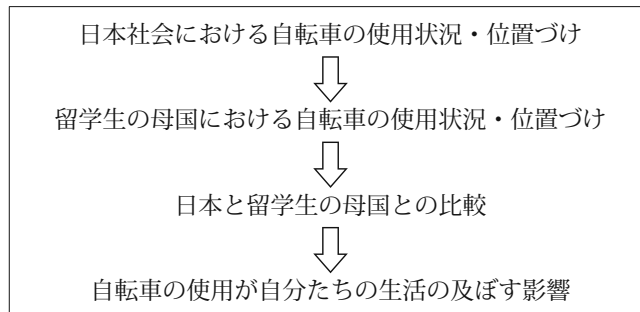 日本社会における自転車の使用状況・位置づけ
留学生の母国における自転車の使用状況・位置づけ
日本と留学生の母国との比較
自転車の使用が自分たちの生活の及ぼす影響